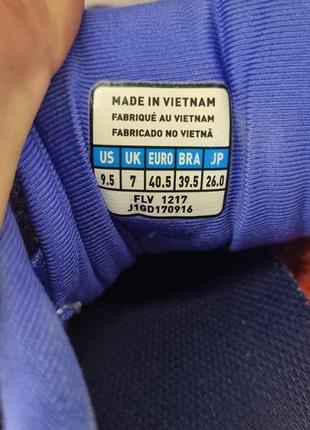 MADE IN VIETNAM
FABRIQUÉ AU VIETNAM
FABRICADO NO VIETNÃ
US UK EURO BRA JP
9.5 7 40.5 39.5 26.0
FLV 1217
J1GD170916